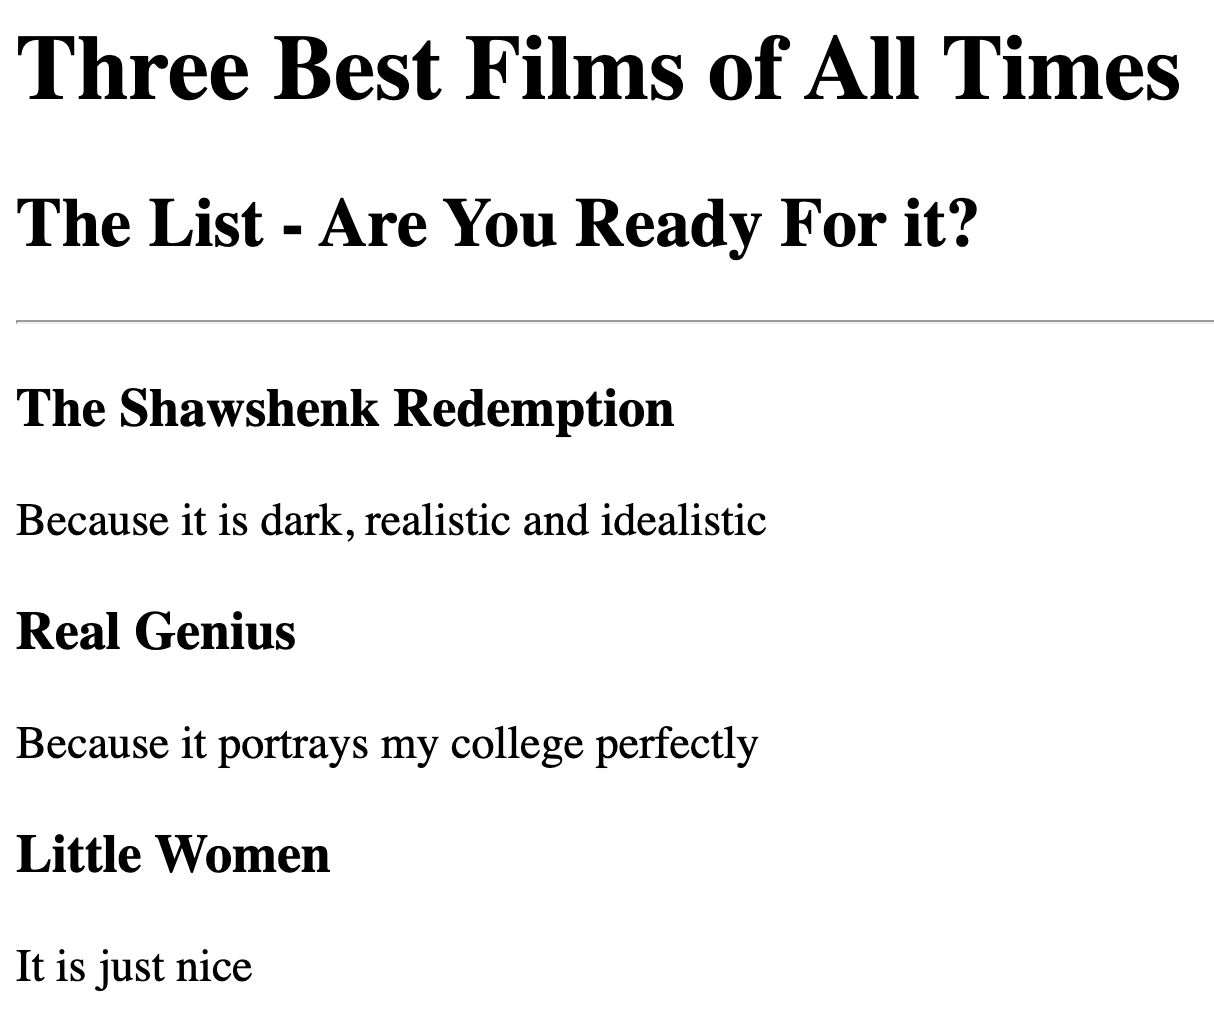 Three Best Films of All Times
The List - Are You Ready For it?
The Shawshenk Redemption
Because it is dark, realistic and idealistic
Real Genius
Because it portrays my college perfectly
Little Women
It is just nice